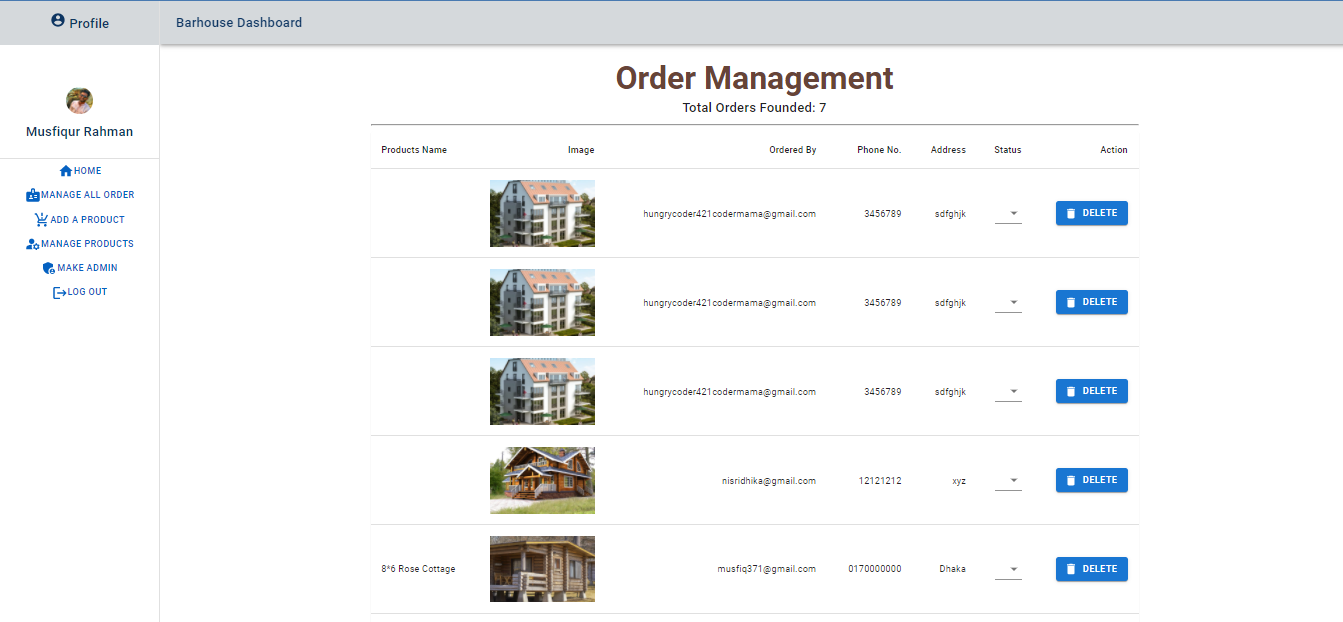 Profile
Barhouse Dashboard
Musfiqur Rahman
HOME
MANAGE ALL ORDER
ADD A PRODUCT
MANAGE PRODUCTS
MAKE ADMIN
LOG OUT
Order Management
Total Orders Founded: 7
Products Name Image Ordered By Phone No. Address Status Action
hungrycoder421codermama@gmail.com 3456789 sdfghjk DELETE
hungrycoder421codermama@gmail.com 3456789 sdfghjk DELETE
hungrycoder421codermama@gmail.com 3456789 sdfghjk DELETE
nisridhika@gmail.com 12121212 xyz DELETE
8*6 Rose Cottage musfiq371@gmail.com 0170000000 Dhaka DELETE